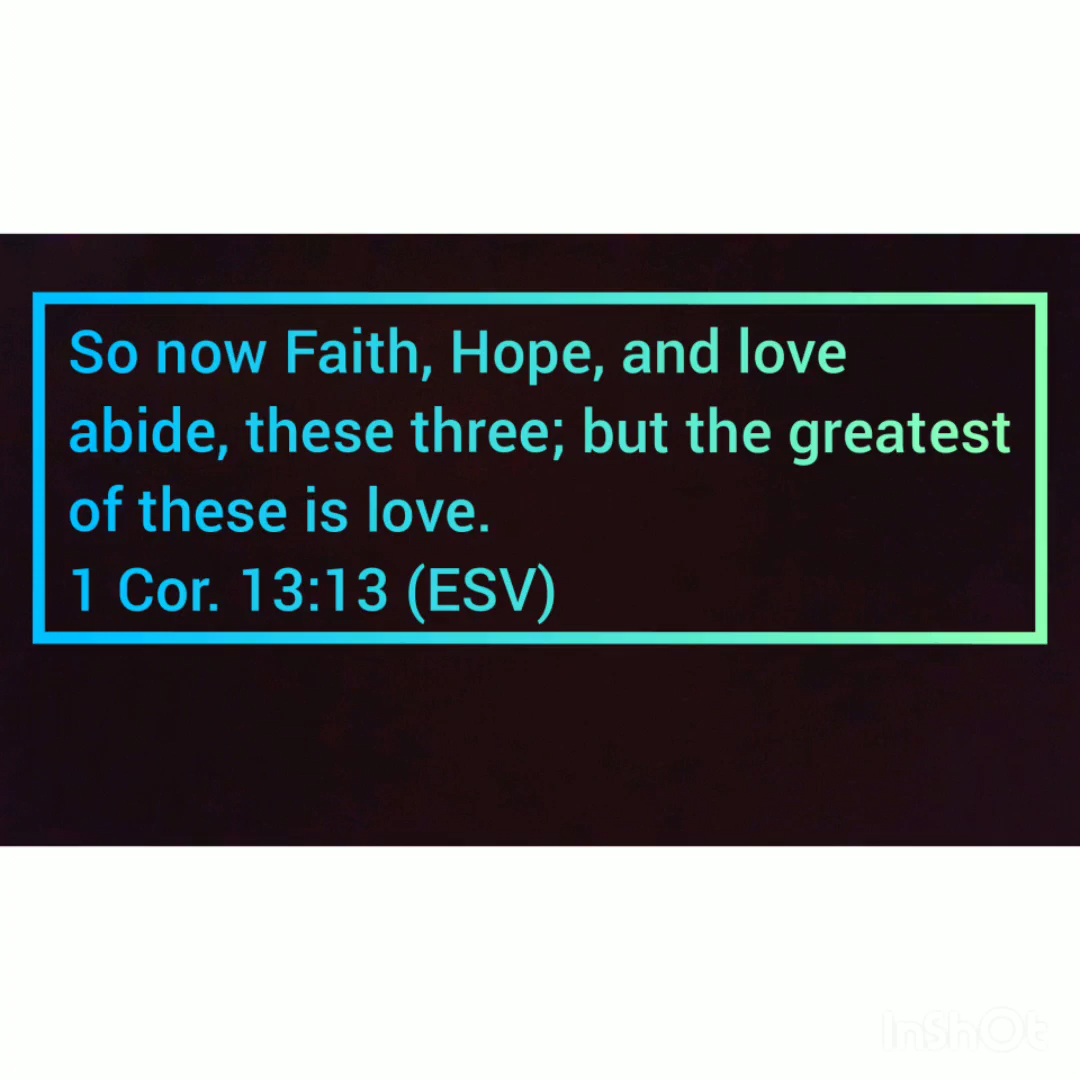 So now Faith, Hope, and love
abide, these three; but the greatest
of these is love.
1 Cor. 13:13 (ESV)
InShOt